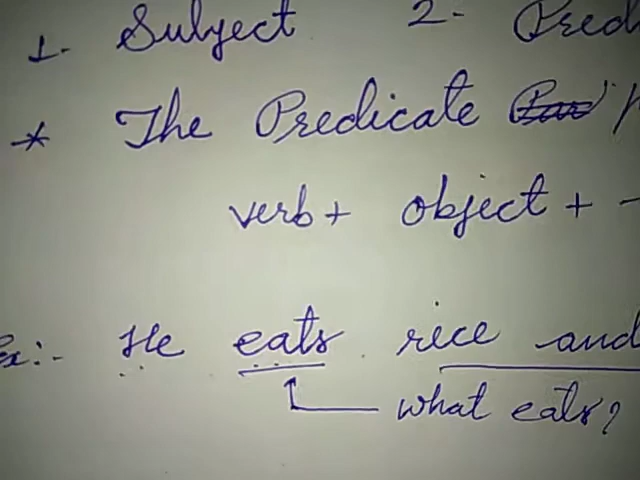 1- Subject 2- Pred
* The Predicate
verb + object +
Ex:- He eats rice and
what eats?